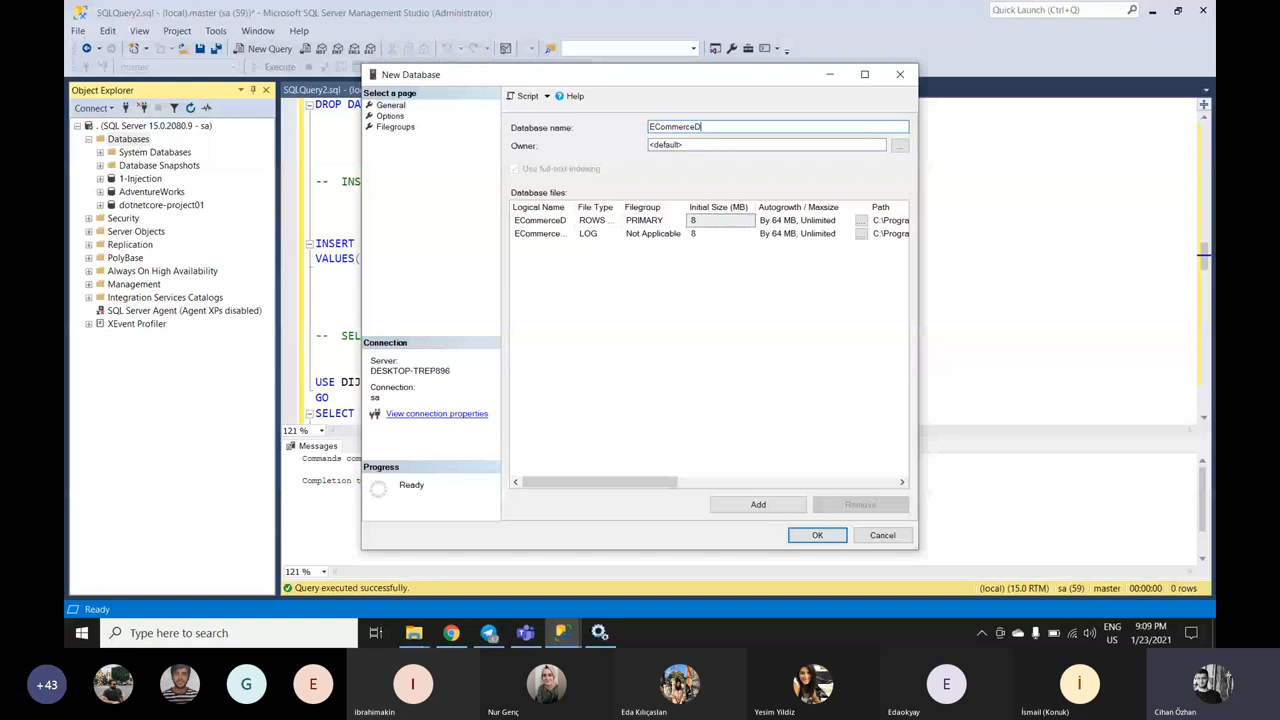 SQLQuery2.sql - (local).master (sa (59))* - Microsoft SQL Server Management Studio (Administrator)
Quick Launch (Ctrl+Q)
File Edit View Project Tools Window Help
New Query
master
Execute
Object Explorer
Connect
. (SQL Server 15.0.2080.9 - sa)
Databases
System Databases
Database Snapshots
1-Injection
AdventureWorks
dotnetcore-project01
Security
Server Objects
Replication
PolyBase
Always On High Availability
Management
Integration Services Catalogs
SQL Server Agent (Agent XPs disabled)
XEvent Profiler
SQLQuery2.sql - (lo
DROP DA
-- INS
INSERT
VALUES(
-- SEL
USE DIJ
GO
SELECT
121 %
Messages
Commands com
Completion t
121 %
Query executed successfully.
(local) (15.0 RTM) sa (59) master 00:00:00 0 rows
New Database
Select a page
General
Options
Filegroups
Connection
Server:
DESKTOP-TREP896
Connection:
sa
View connection properties
Progress
Ready
Script Help
Database name: ECommerceD
Owner: <default> ...
Use full-text indexing
Database files:
Logical Name File Type Filegroup Initial Size (MB) Autogrowth / Maxsize Path
ECommerceD ROWS ... PRIMARY 8 By 64 MB, Unlimited ... C:\Progra
ECommerce... LOG Not Applicable 8 By 64 MB, Unlimited ... C:\Progra
Add Remove
OK Cancel
Ready
Type here to search
ENG
US
9:09 PM
1/23/2021
+43
G
E
I
E
İ
ibrahimakin
Nur Genç
Eda Kılıçaslan
Yesim Yildiz
Edaokyay
İsmail (Konuk)
Cihan Özhan